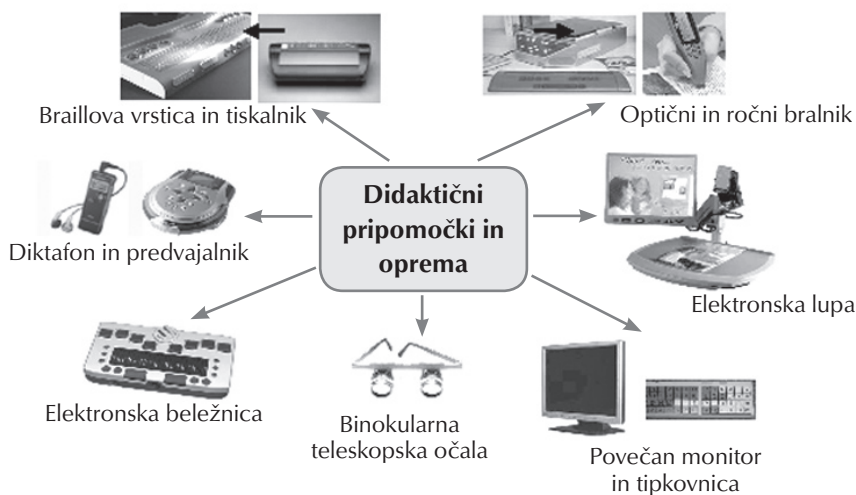 Braillova vrstica in tiskalnik
Optični in ročni bralnik
Didaktični
pripomočki in
oprema
Diktafon in predvajalnik
Elektronska lupa
Elektronska beležnica
Binokularna
teleskopska očala
Povečan monitor
in tipkovnica